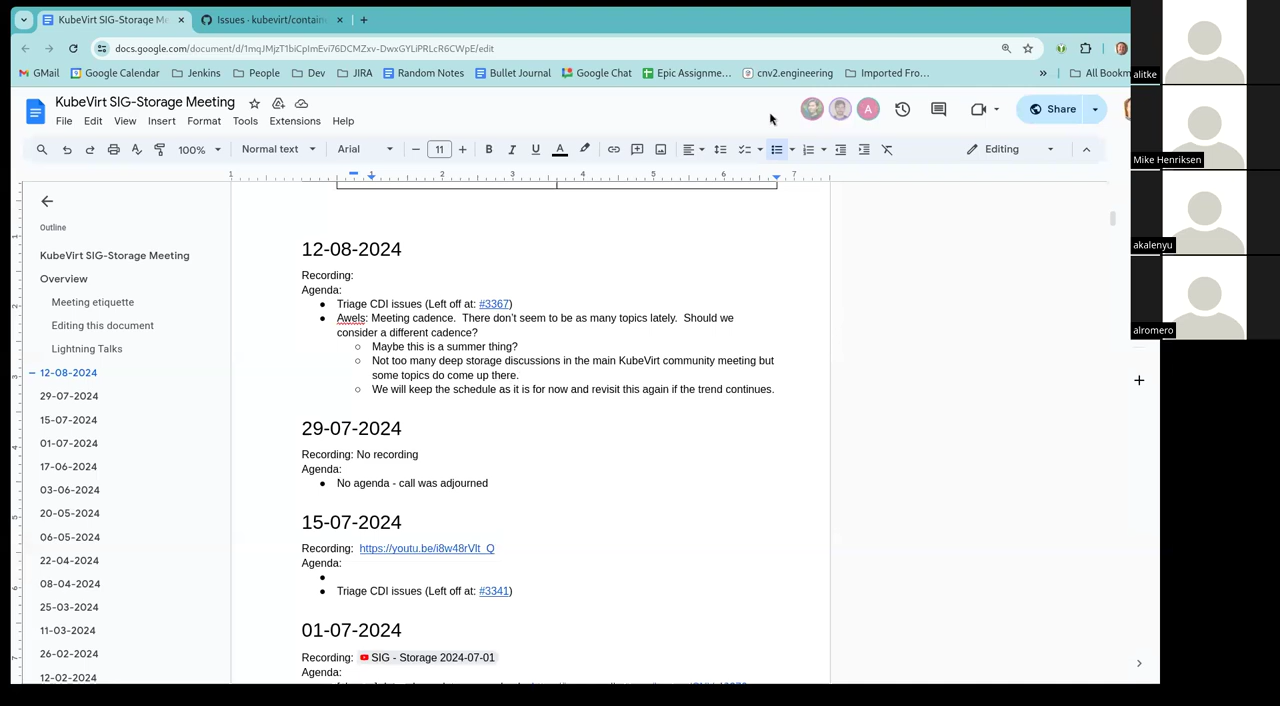 KubeVirt SIG-Storage Me
Issues · kubevirt/contain
docs.google.com/document/d/1mqJMjzT1biCpImEvi76DCMZxv-DwxGYLiPRLcR6CWpE/edit
GMail
Google Calendar
Jenkins
People
Dev
JIRA
Random Notes
Bullet Journal
Google Chat
Epic Assignme...
cnv2.engineering
Imported Fro...
»
All Bookm
KubeVirt SIG-Storage Meeting
A
Share
File Edit View Insert Format Tools Extensions Help
100% Normal text Arial − 11 + B I U A Editing
1 1 2 3 4 5 6 7
Outline
KubeVirt SIG-Storage Meeting
Overview
Meeting etiquette
Editing this document
Lightning Talks
12-08-2024
29-07-2024
15-07-2024
01-07-2024
17-06-2024
03-06-2024
20-05-2024
06-05-2024
22-04-2024
08-04-2024
25-03-2024
11-03-2024
26-02-2024
12-02-2024
12-08-2024
Recording:
Agenda:
● Triage CDI issues (Left off at: #3367)
● Awels: Meeting cadence. There don't seem to be as many topics lately. Should we
consider a different cadence?
○ Maybe this is a summer thing?
○ Not too many deep storage discussions in the main KubeVirt community meeting but
some topics do come up there.
○ We will keep the schedule as it is for now and revisit this again if the trend continues.
29-07-2024
Recording: No recording
Agenda:
● No agenda - call was adjourned
15-07-2024
Recording: https://youtu.be/i8w48rVlt_Q
Agenda:
●
● Triage CDI issues (Left off at: #3341)
01-07-2024
Recording: SIG - Storage 2024-07-01
Agenda:
alitke
Mike Henriksen
akalenyu
alromero